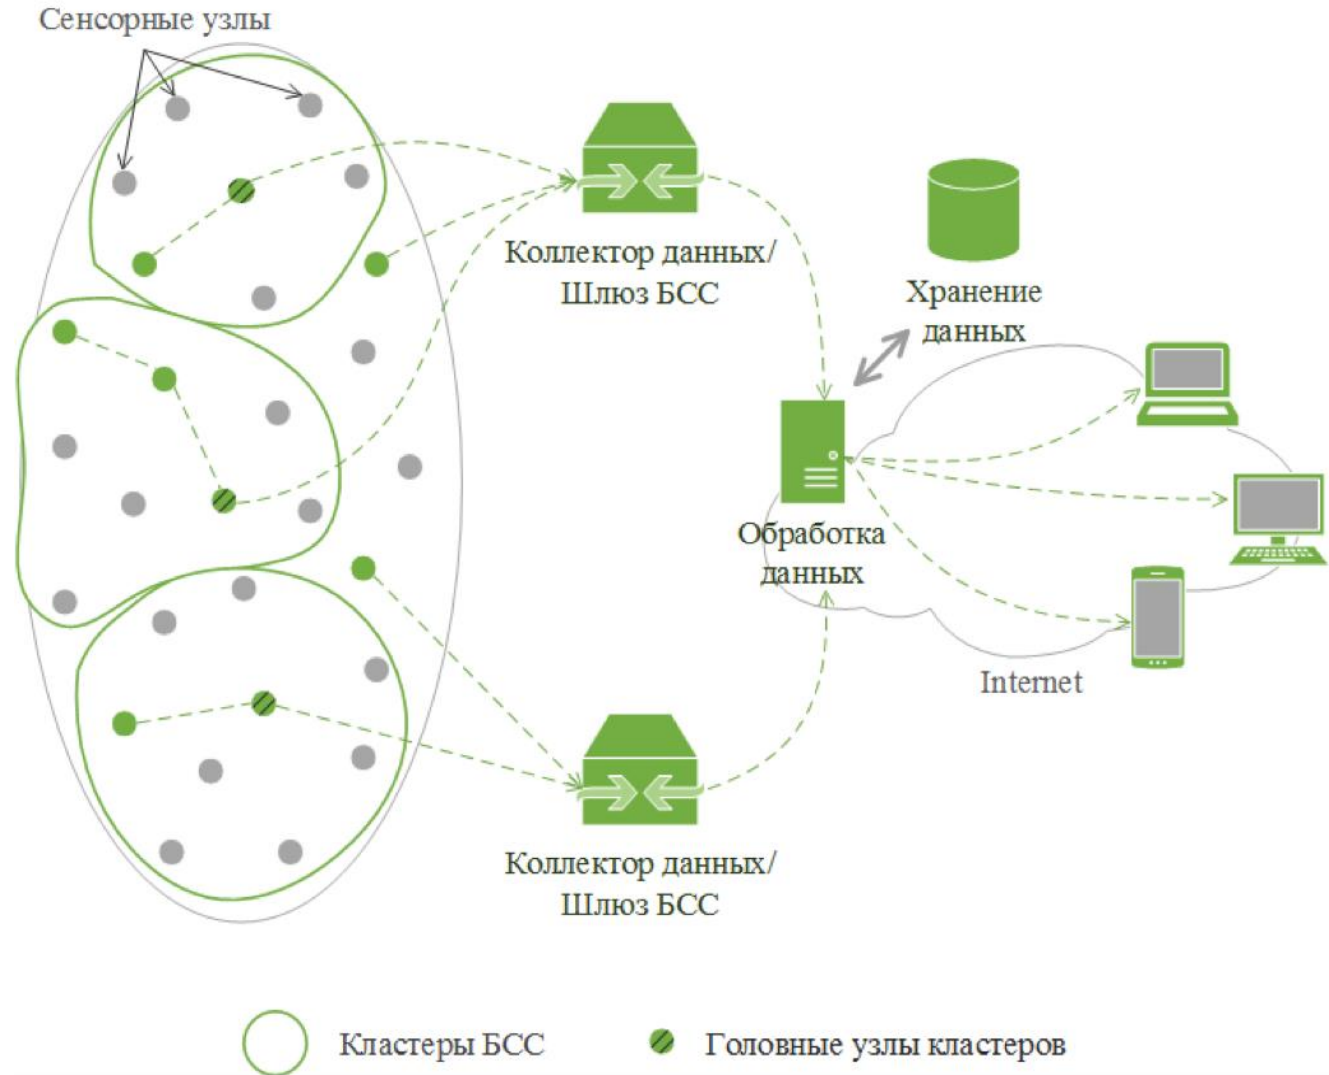 Сенсорные узлы
Коллектор данных/
Шлюз БСС
Хранение
данных
Обработка
данных
Internet
Коллектор данных/
Шлюз БСС
Кластеры БСС
Головные узлы кластеров